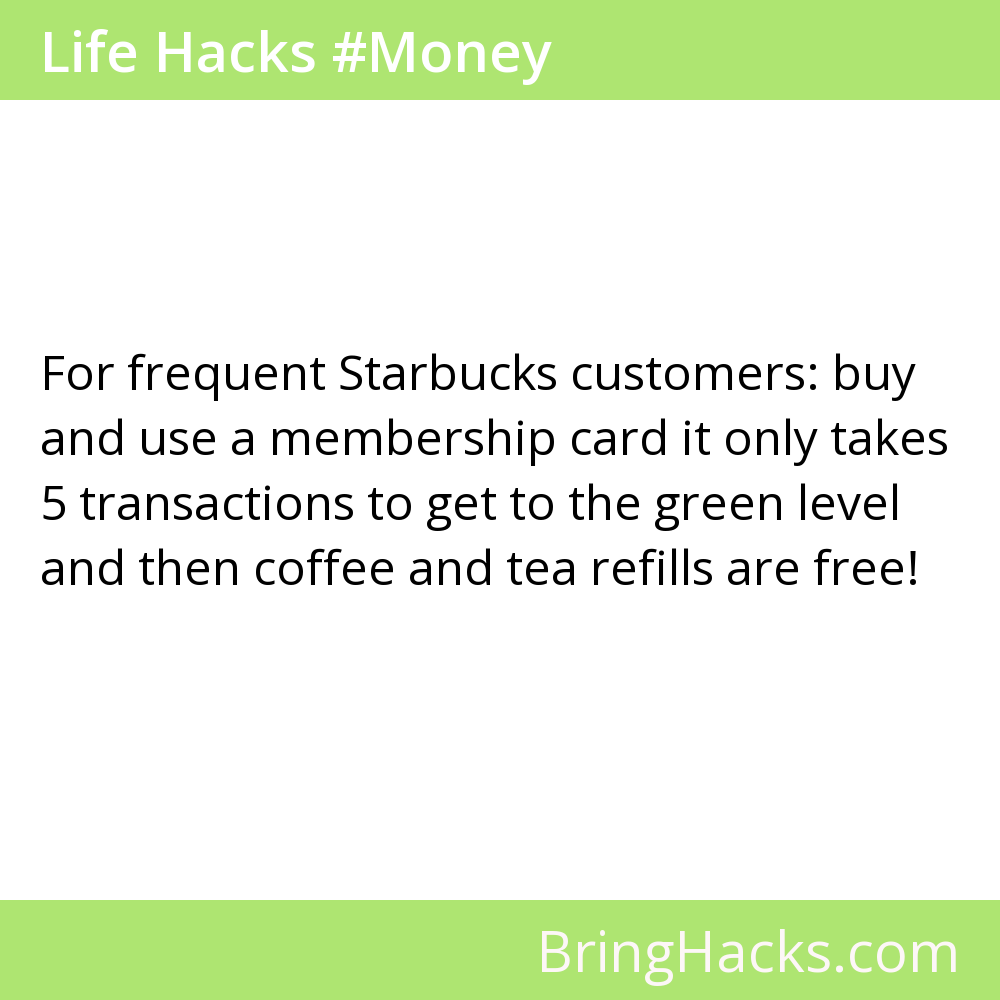 Life Hacks #Money
For frequent Starbucks customers: buy
and use a membership card it only takes
5 transactions to get to the green level
and then coffee and tea refills are free!
BringHacks.com